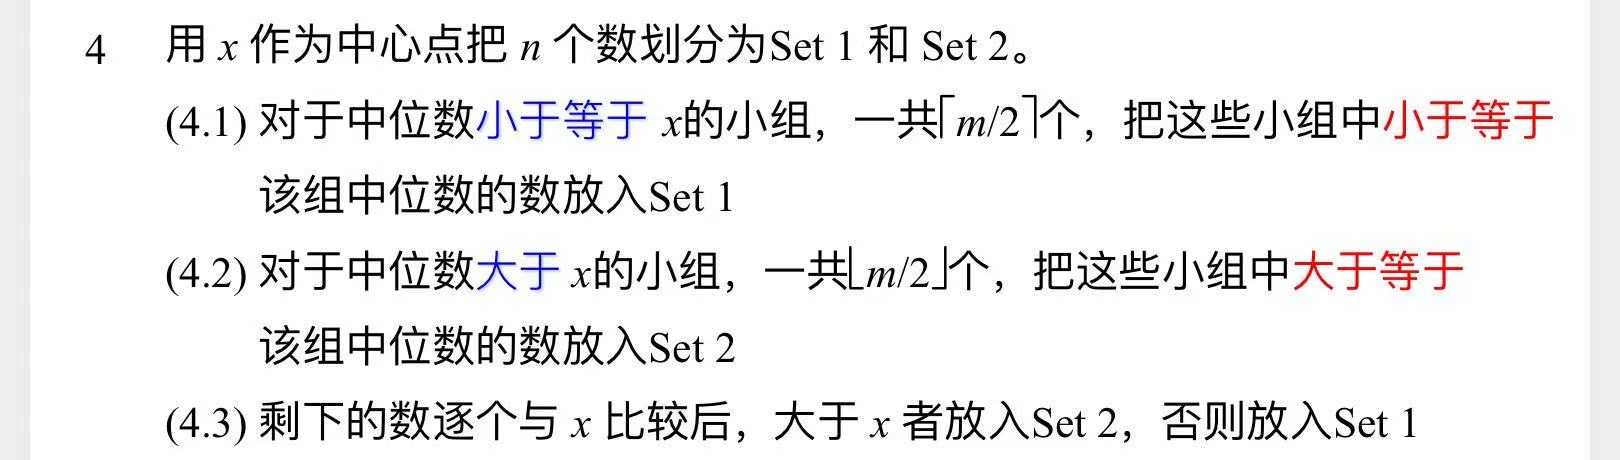 4 用 x 作为中心点把 n 个数划分为Set 1 和 Set 2。
(4.1) 对于中位数小于等于 x的小组，一共⌈m/2⌉个，把这些小组中小于等于
该组中位数的数放入Set 1
(4.2) 对于中位数大于 x的小组，一共⌊m/2⌋个，把这些小组中大于等于
该组中位数的数放入Set 2
(4.3) 剩下的数逐个与 x 比较后，大于 x 者放入Set 2，否则放入Set 1